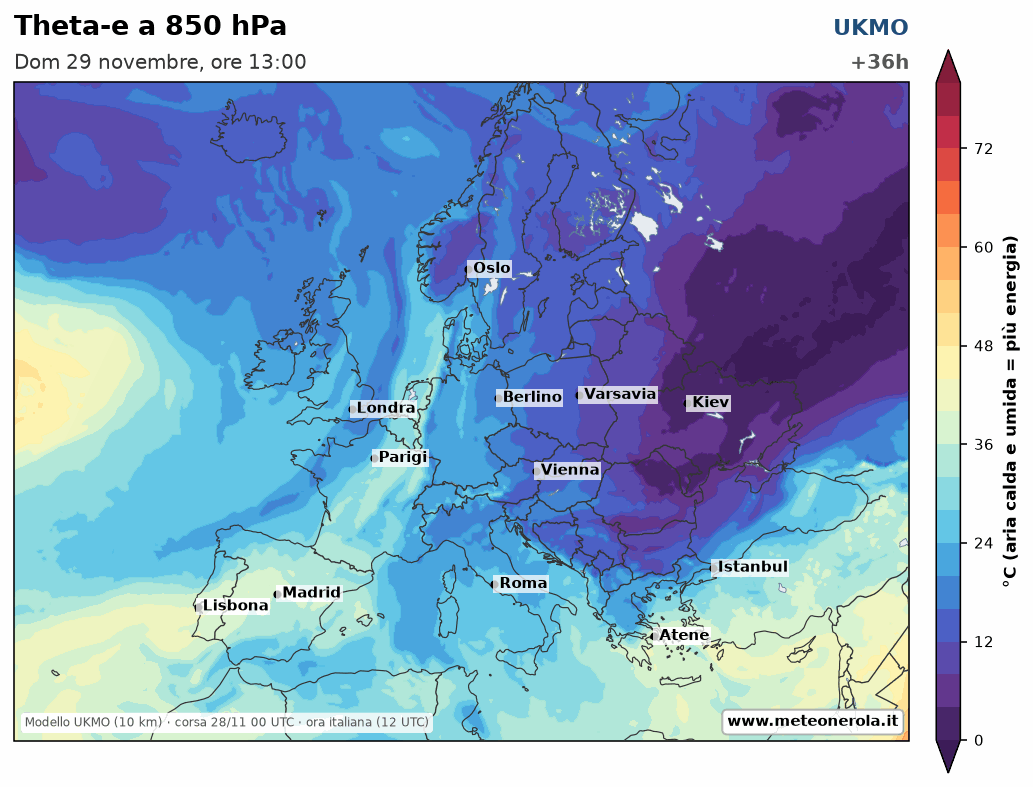 Theta-e a 850 hPa
UKMO
Dom 29 novembre, ore 13:00
+36h
72
60
48
36
24
12
0
°C (aria calda e umida = più energia)
Oslo
Berlino
Varsavia
Kiev
Londra
Parigi
Vienna
Istanbul
Roma
Madrid
Lisbona
Atene
Modello UKMO (10 km) · corsa 28/11 00 UTC · ora italiana (12 UTC)
www.meteonerola.it